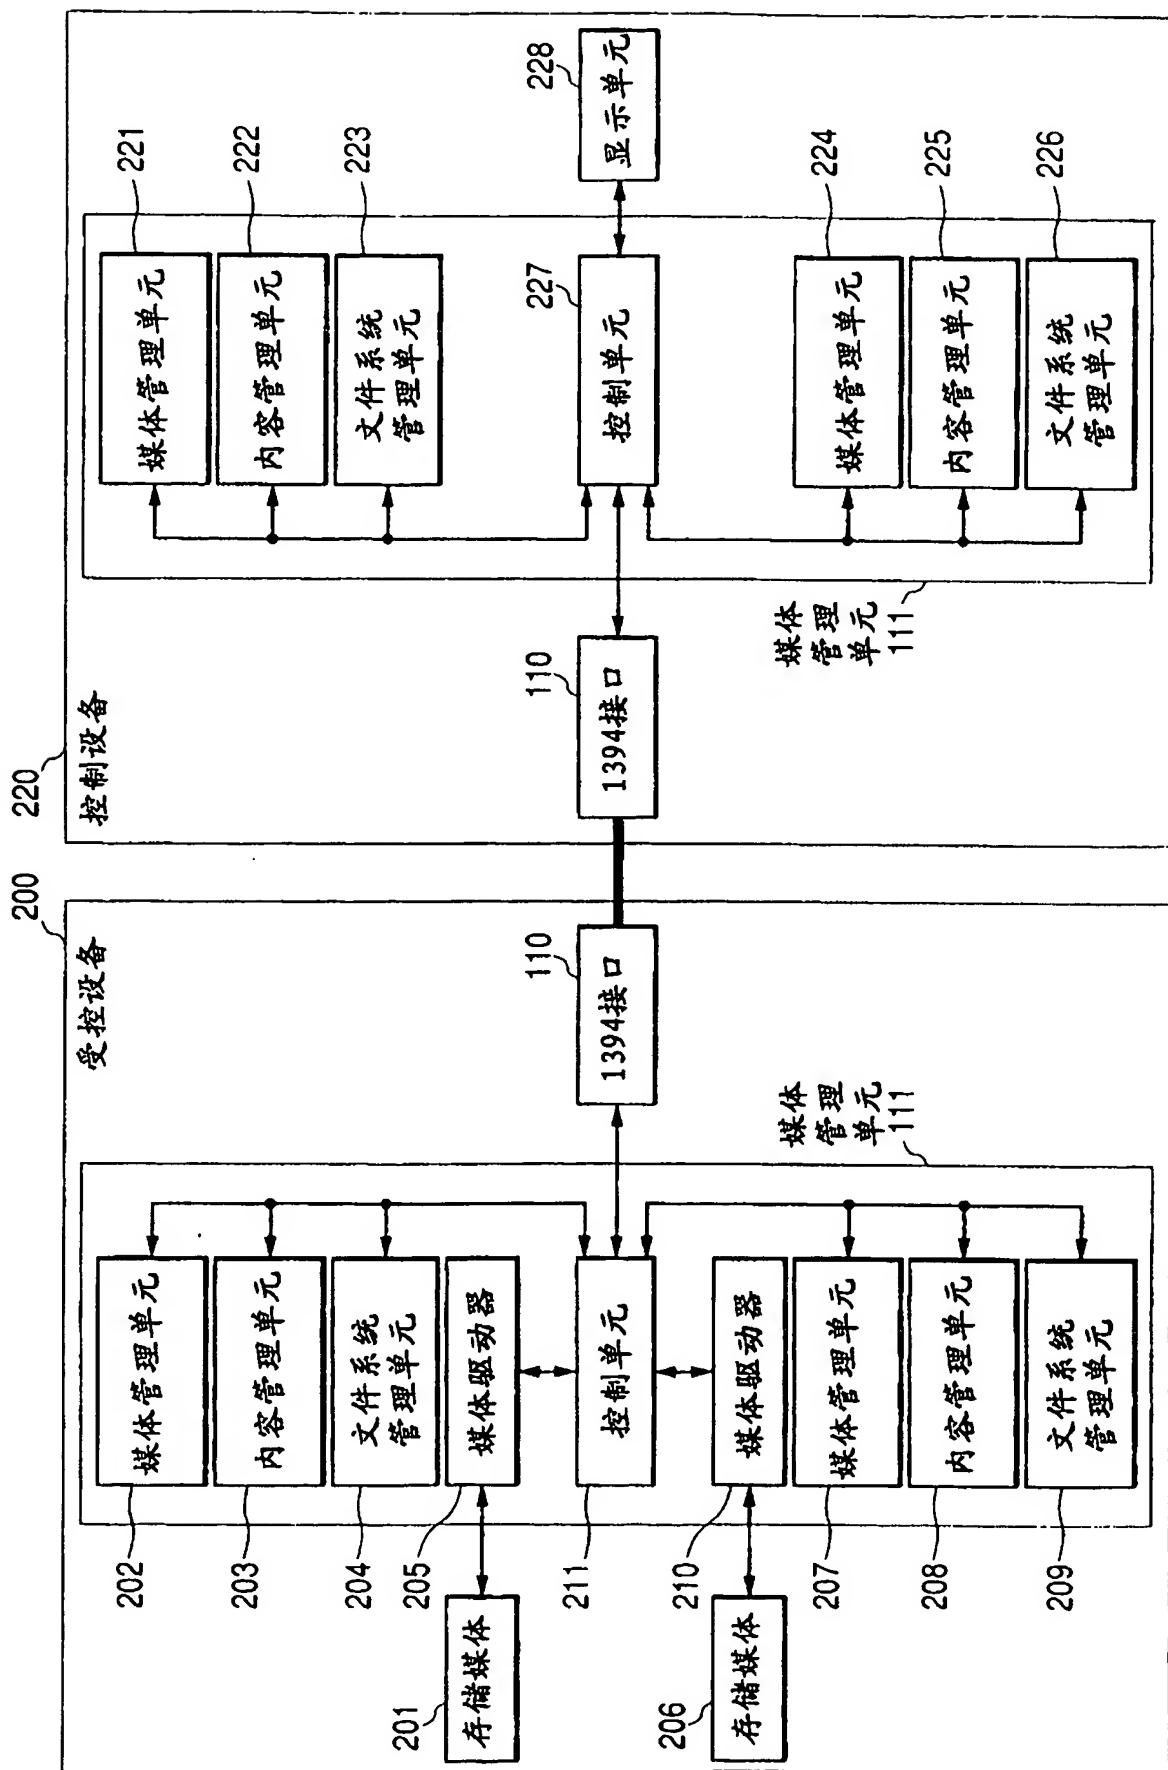 200
受控设备
202
媒体管理单元
203
内容管理单元
204
文件系统
管理单元
205
媒体驱动器
201
存储媒体
211
控制单元
210
媒体驱动器
206
存储媒体
207
媒体管理单元
208
内容管理单元
209
文件系统
管理单元
媒体
管理
单元
111
110
1394接口
220
控制设备
110
1394接口
221
媒体管理单元
222
内容管理单元
223
文件系统
管理单元
227
控制单元
228
显示单元
224
媒体管理单元
225
内容管理单元
226
文件系统
管理单元
媒体
管理
单元
111